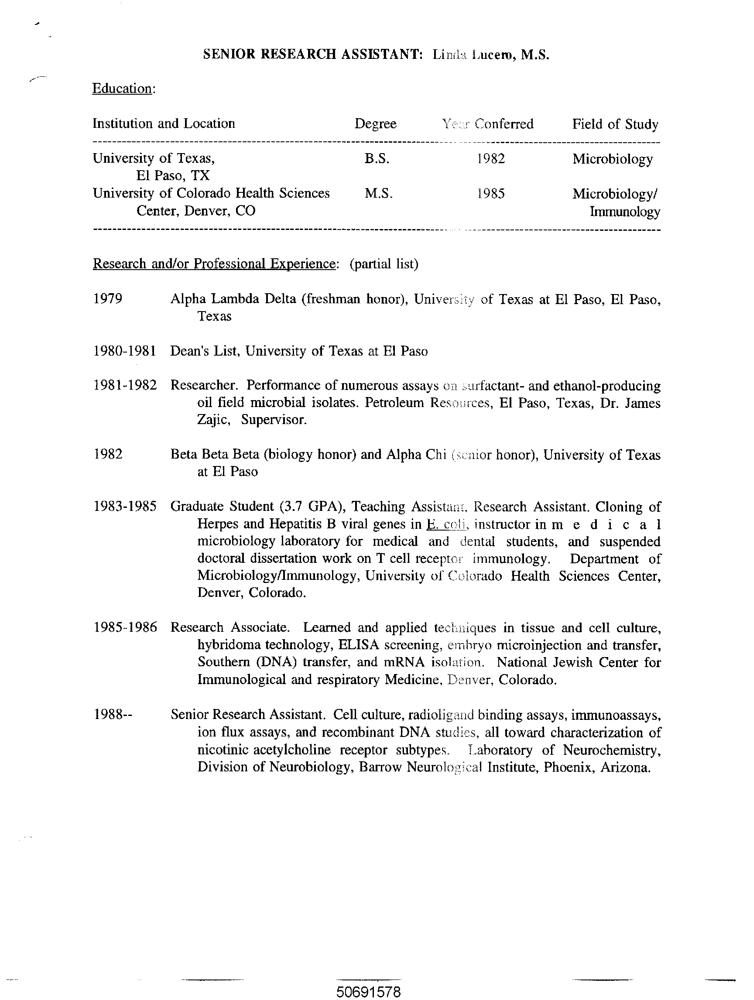 SENIOR RESEARCH ASSISTANT: Linda Lucero, M.S.
Education:
Institution and Location Degree Year Conferred Field of Study
University of Texas, B.S. 1982 Microbiology
El Paso, TX
University of Colorado Health Sciences M.S. 1985 Microbiology/
Center, Denver, CO Immunology
Research and/or Professional Experience: (partial list)
1979 Alpha Lambda Delta (freshman honor), University of Texas at El Paso, El Paso,
Texas
1980-1981 Dean's List, University of Texas at El Paso
1981-1982 Researcher. Performance of numerous assays on surfactant- and ethanol-producing
oil field microbial isolates. Petroleum Resources, El Paso, Texas, Dr. James
Zajic, Supervisor.
1982 Beta Beta Beta (biology honor) and Alpha Chi (senior honor), University of Texas
at El Paso
1983-1985 Graduate Student (3.7 GPA), Teaching Assistant. Research Assistant. Cloning of
Herpes and Hepatitis B viral genes in E. coli, instructor in m e d i c a l
microbiology laboratory for medical and dental students, and suspended
doctoral dissertation work on T cell receptor immunology. Department of
Microbiology/Immunology, University of Colorado Health Sciences Center,
Denver, Colorado.
1985-1986 Research Associate. Learned and applied techniques in tissue and cell culture,
hybridoma technology, ELISA screening, embryo microinjection and transfer,
Southern (DNA) transfer, and mRNA isolation. National Jewish Center for
Immunological and respiratory Medicine, Denver, Colorado.
1988-- Senior Research Assistant. Cell culture, radioligand binding assays, immunoassays,
ion flux assays, and recombinant DNA studies, all toward characterization of
nicotinic acetylcholine receptor subtypes. Laboratory of Neurochemistry,
Division of Neurobiology, Barrow Neurological Institute, Phoenix, Arizona.
50691578